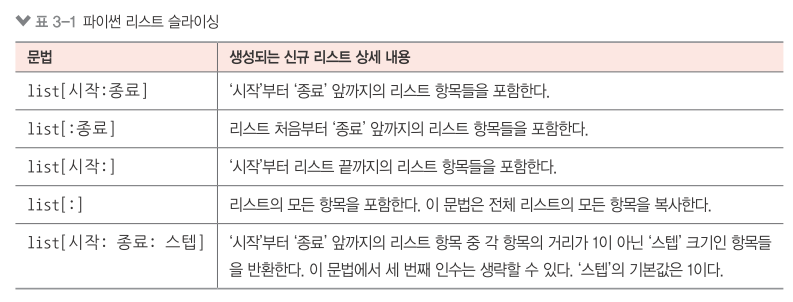 표 3-1 파이썬 리스트 슬라이싱
문법 생성되는 신규 리스트 상세 내용
list[시작:종료] ‘시작’부터 ‘종료’ 앞까지의 리스트 항목들을 포함한다.
list[:종료] 리스트 처음부터 ‘종료’ 앞까지의 리스트 항목들을 포함한다.
list[시작:] ‘시작’부터 리스트 끝까지의 리스트 항목들을 포함한다.
list[:] 리스트의 모든 항목을 포함한다. 이 문법은 전체 리스트의 모든 항목을 복사한다.
list[시작: 종료: 스텝] ‘시작’부터 ‘종료’ 앞까지의 리스트 항목 중 각 항목의 거리가 1이 아닌 ‘스텝’ 크기인 항목들
을 반환한다. 이 문법에서 세 번째 인수는 생략할 수 있다. ‘스텝’의 기본값은 1이다.